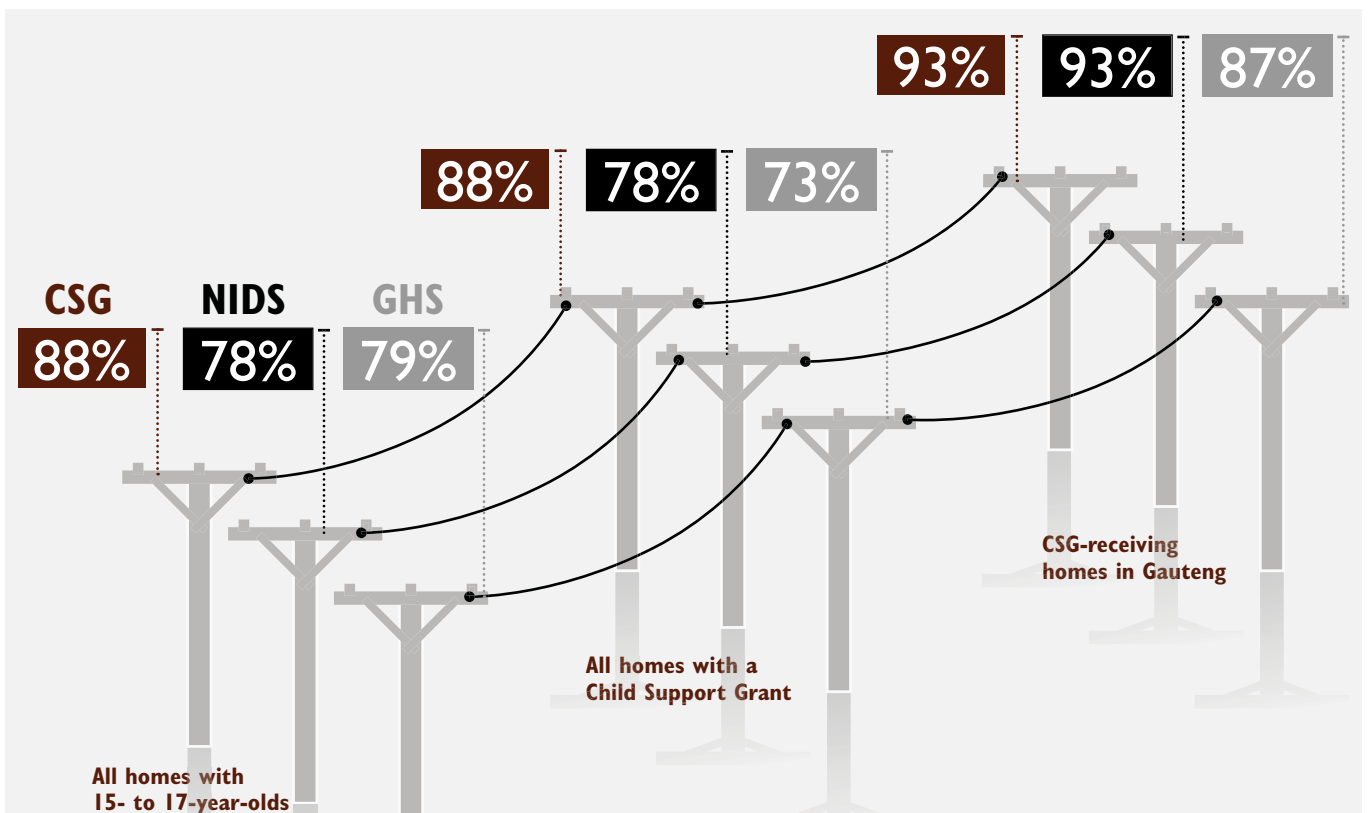 93% 93% 87%
88% 78% 73%
CSG NIDS GHS
88% 78% 79%
CSG-receiving
homes in Gauteng
All homes with a
Child Support Grant
All homes with
15- to 17-year-olds